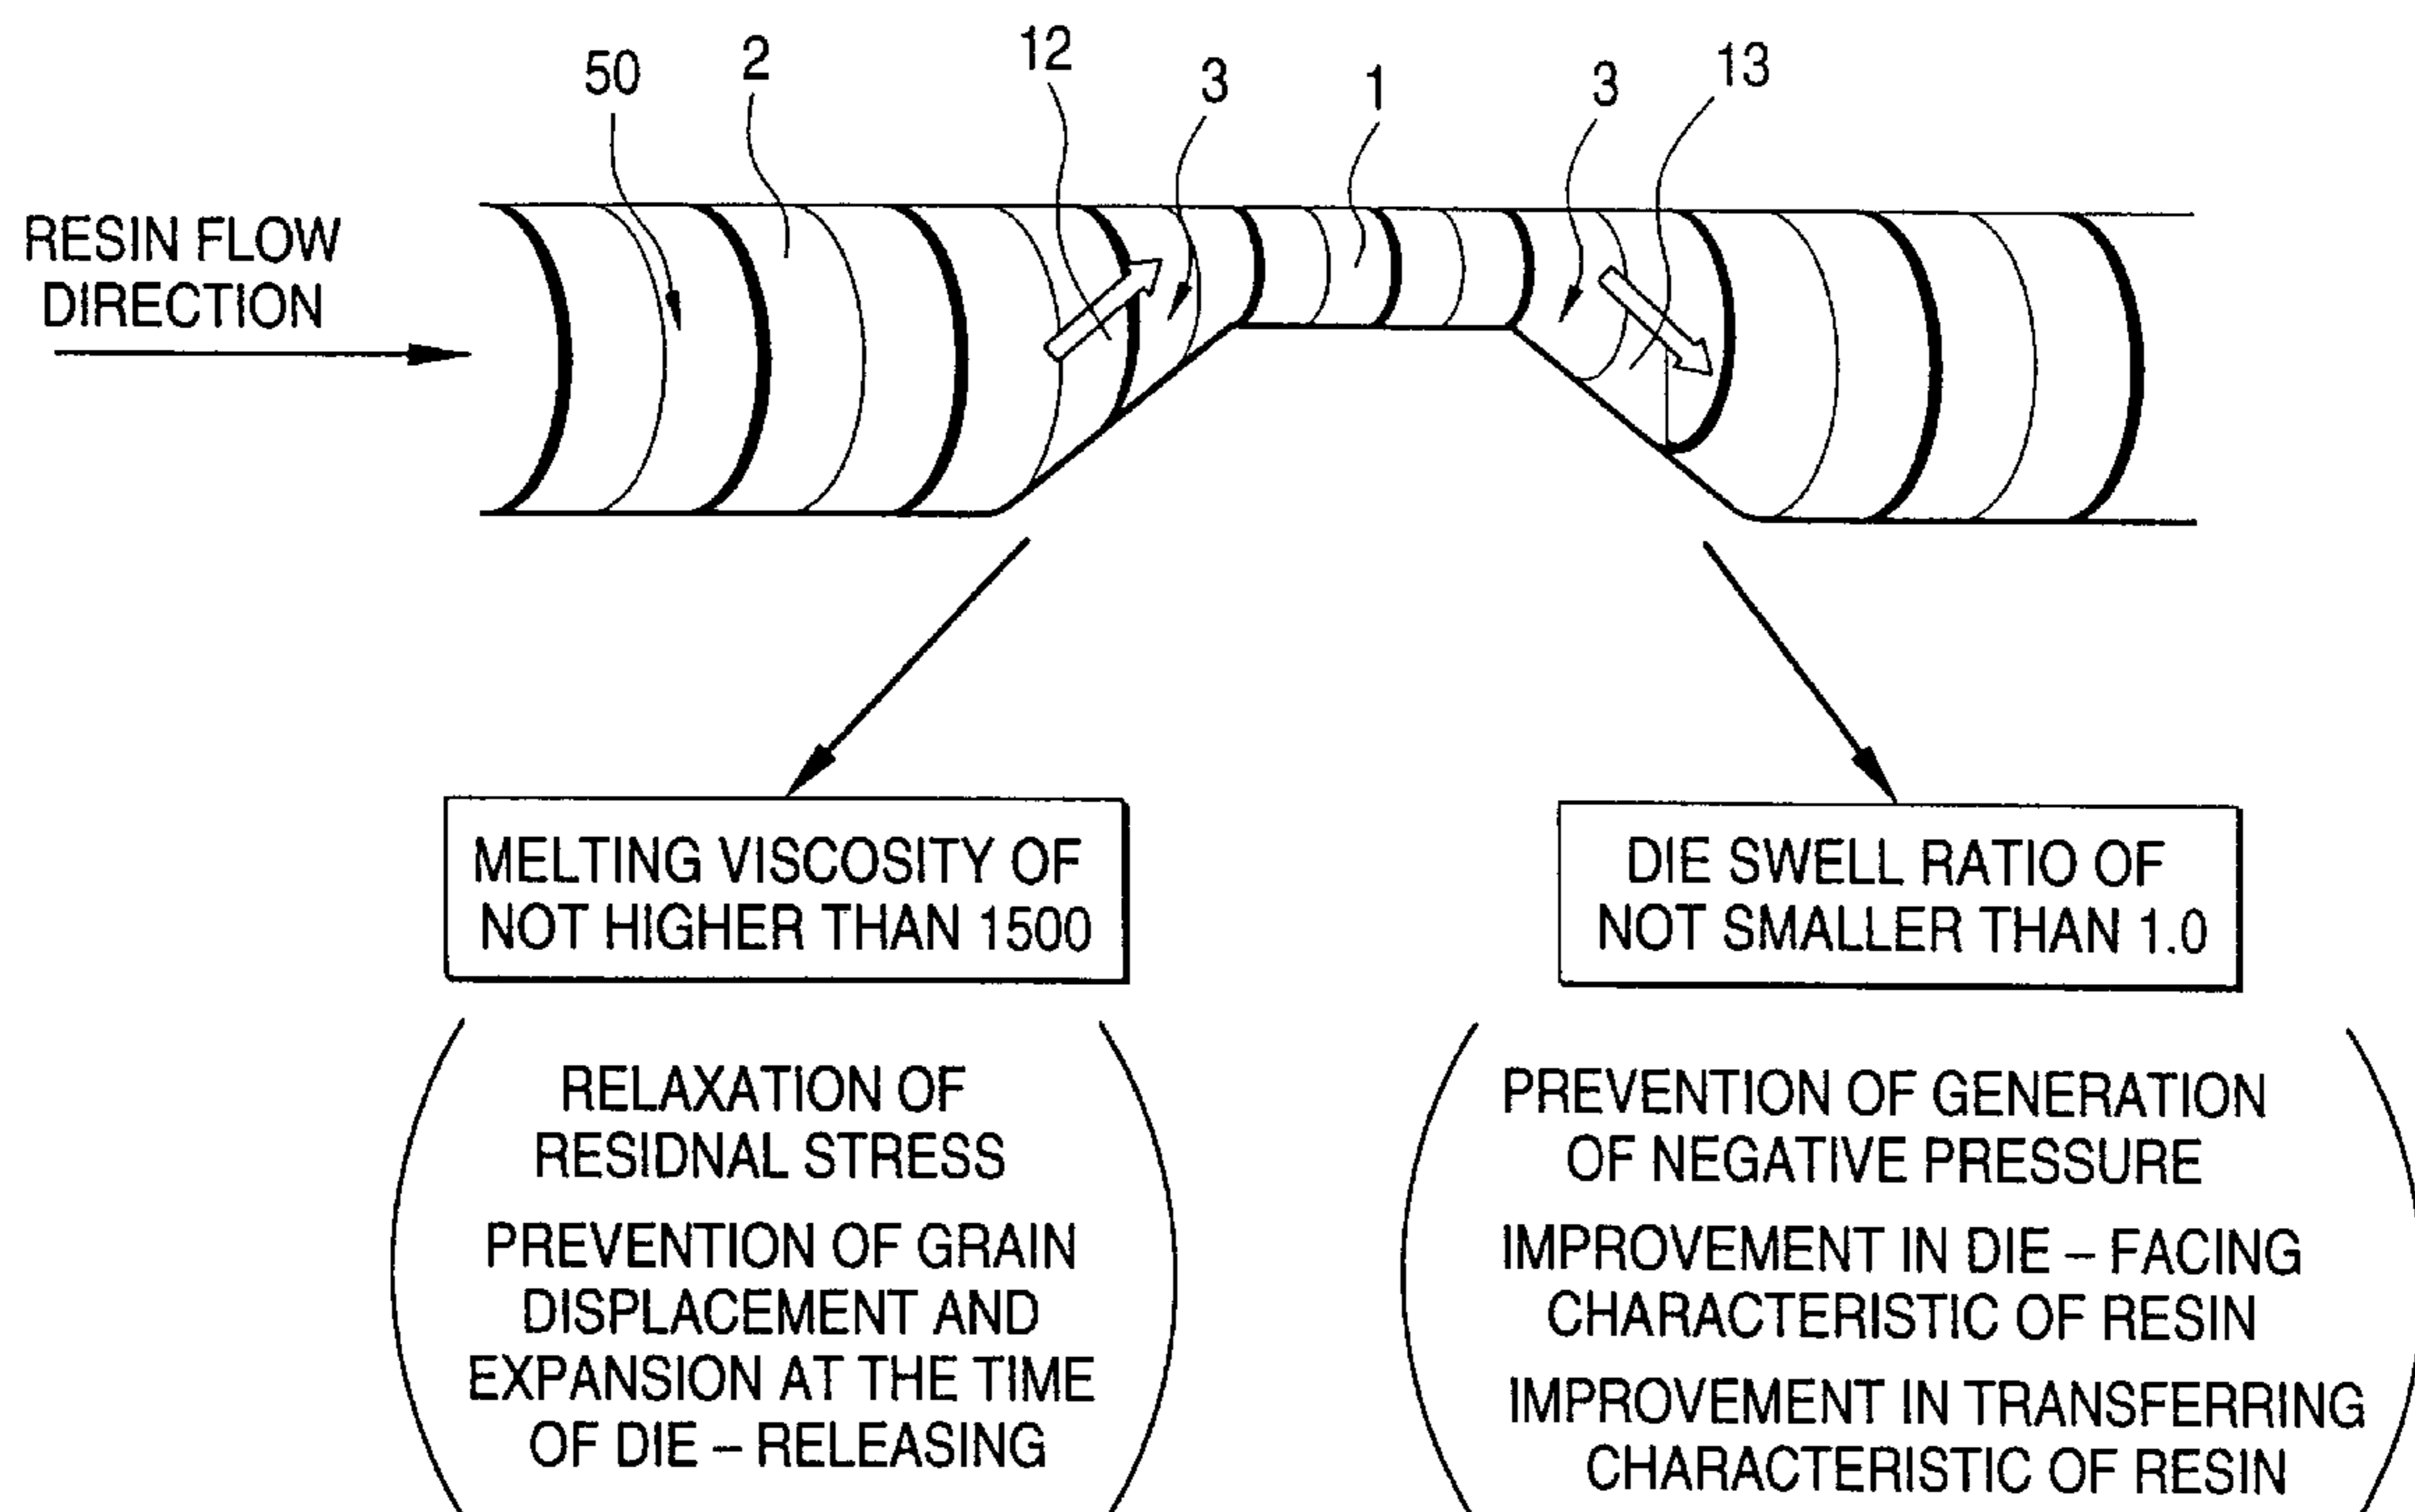 50 2 12 3 1 3 13
RESIN FLOW
DIRECTION
MELTING VISCOSITY OF
NOT HIGHER THAN 1500
DIE SWELL RATIO OF
NOT SMALLER THAN 1.0
RELAXATION OF
RESIDNAL STRESS
PREVENTION OF GRAIN
DISPLACEMENT AND
EXPANSION AT THE TIME
OF DIE – RELEASING
PREVENTION OF GENERATION
OF NEGATIVE PRESSURE
IMPROVEMENT IN DIE – FACING
CHARACTERISTIC OF RESIN
IMPROVEMENT IN TRANSFERRING
CHARACTERISTIC OF RESIN